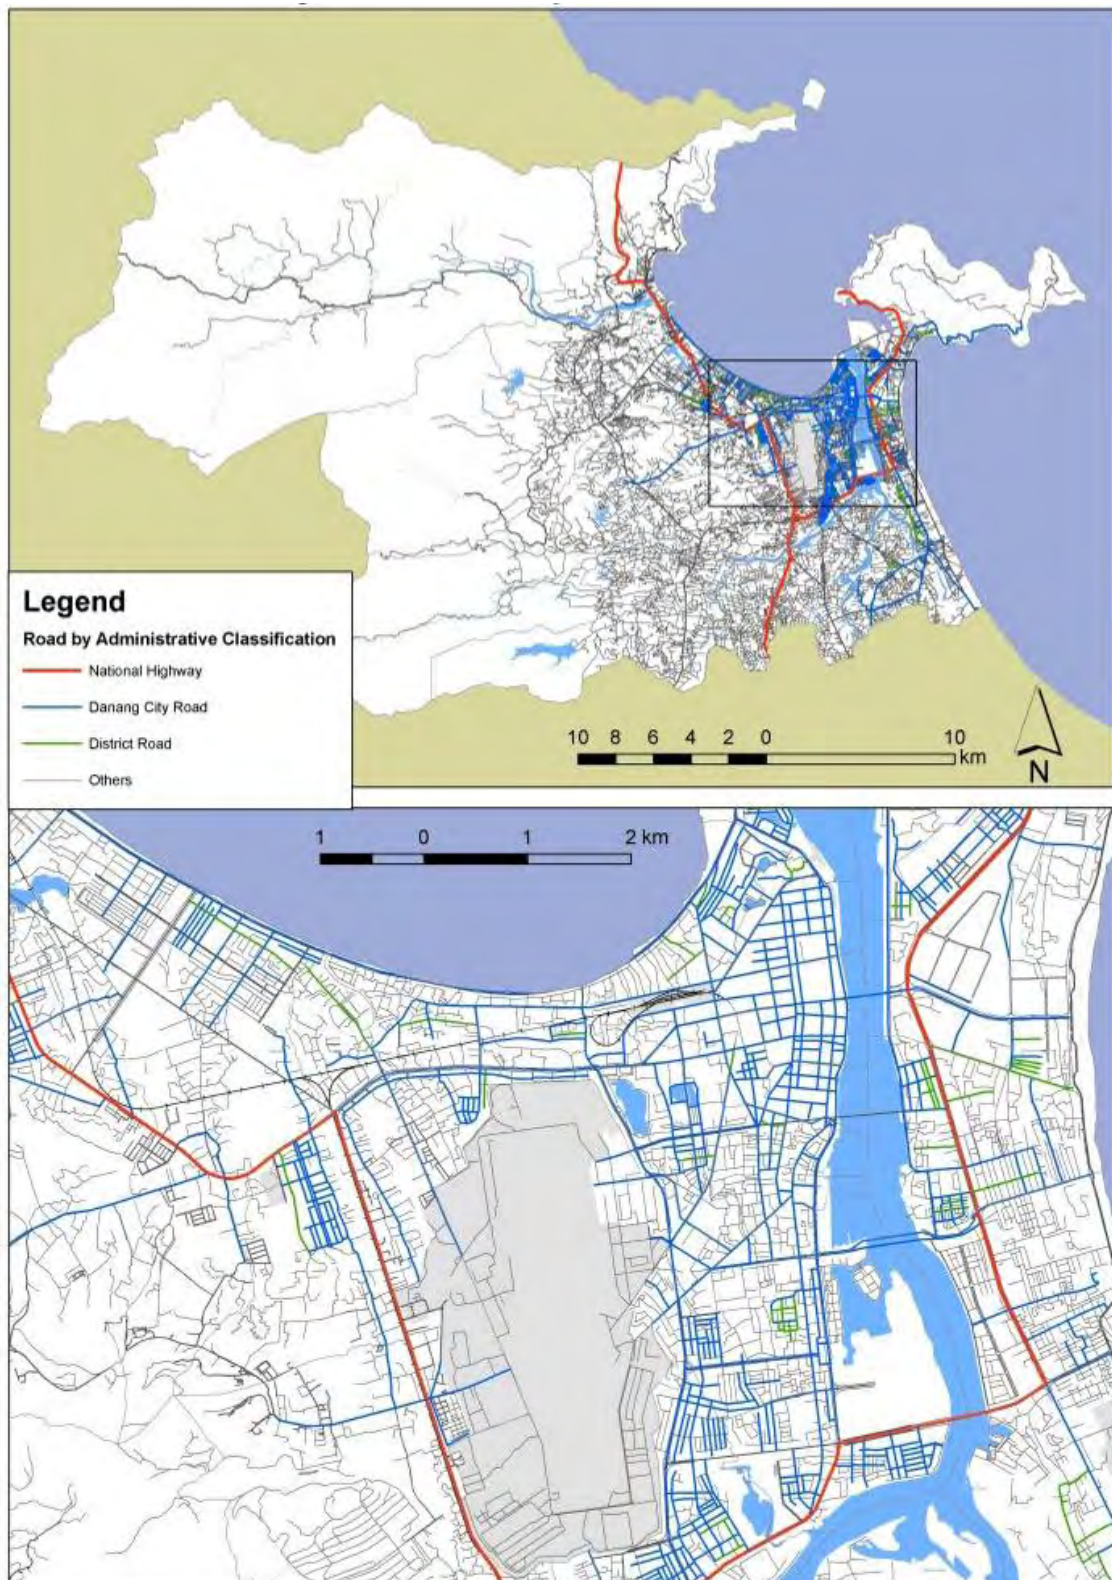 Legend
Road by Administrative Classification
National Highway
Danang City Road
District Road
Others
10 8 6 4 2 0 10
km
N
1 0 1 2 km